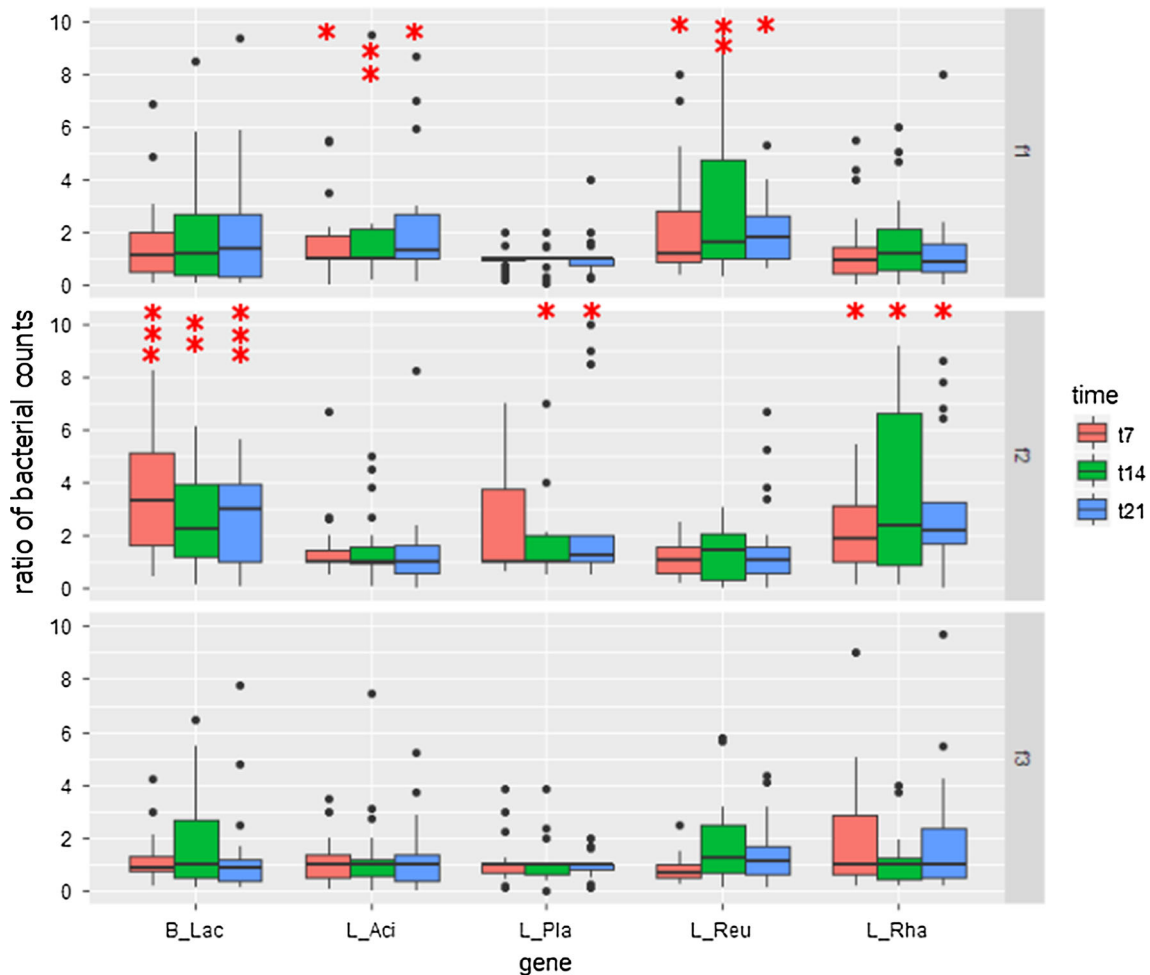 10
8
6
4
2
0
f1
10
8
6
4
2
0
f2
10
8
6
4
2
0
f3
ratio of bacterial counts
B_Lac L_Aci L_Pla L_Reu L_Rha
gene
time
t7
t14
t21